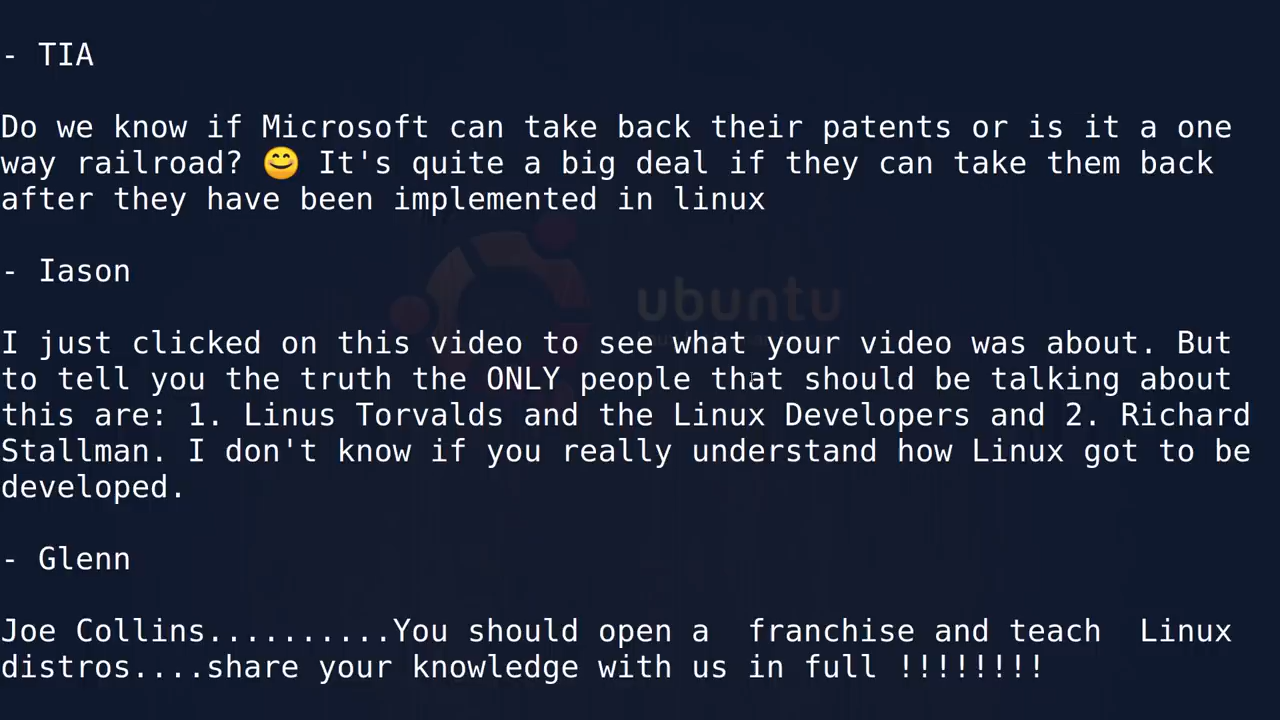 - TIA
Do we know if Microsoft can take back their patents or is it a one
way railroad? 😊 It's quite a big deal if they can take them back
after they have been implemented in linux
- Iason
ubuntu
I just clicked on this video to see what your video was about. But
to tell you the truth the ONLY people that should be talking about
this are: 1. Linus Torvalds and the Linux Developers and 2. Richard
Stallman. I don't know if you really understand how Linux got to be
developed.
- Glenn
Joe Collins..........You should open a  franchise and teach  Linux
distros....share your knowledge with us in full !!!!!!!!